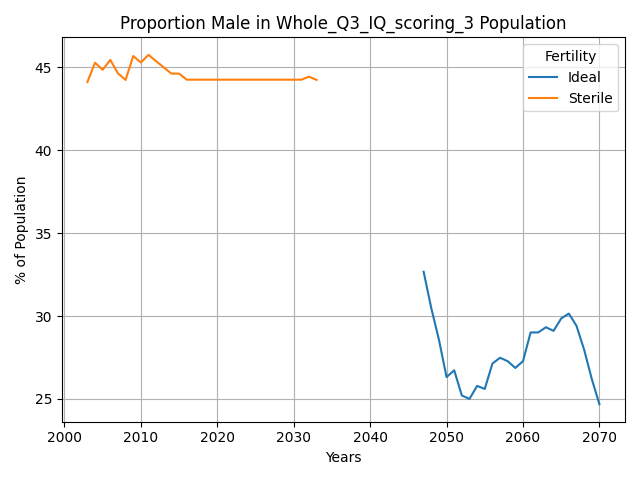 Proportion Male in Whole_Q3_IQ_scoring_3 Population
Fertility
Ideal
Sterile
% of Population
45
40
35
30
25
2000 2010 2020 2030 2040 2050 2060 2070
Years